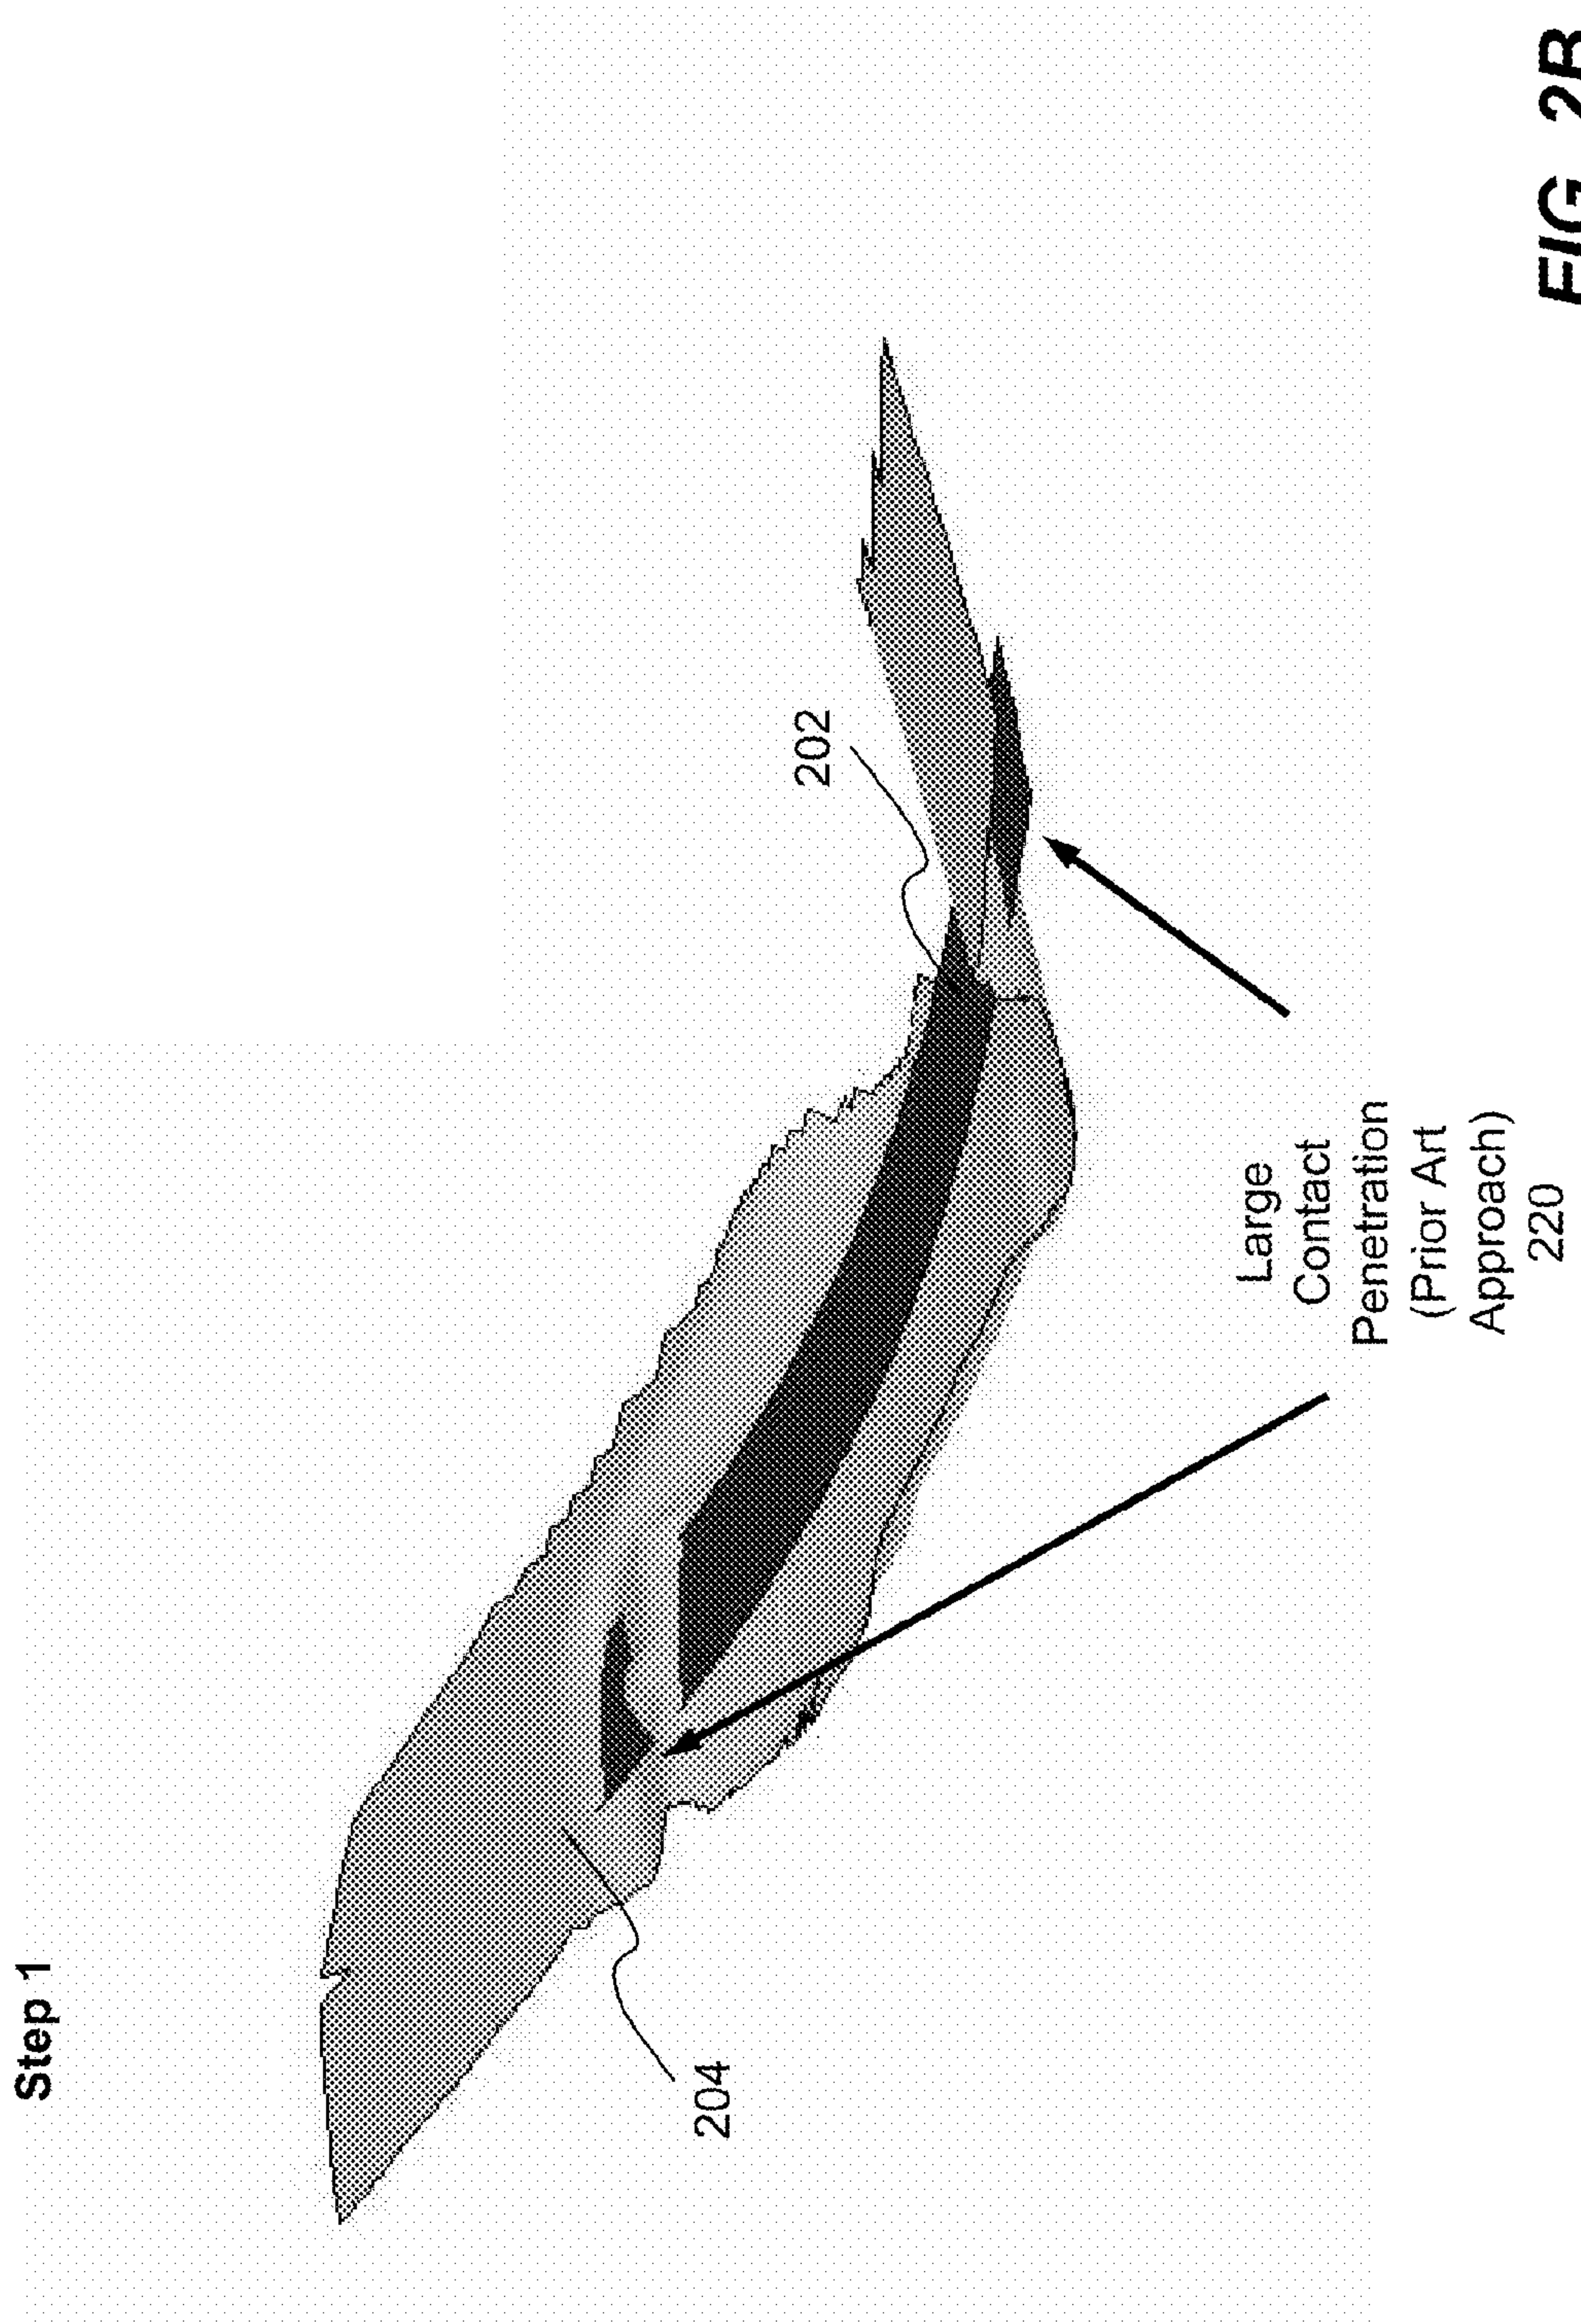 Step 1
202
204
Large
Contact
Penetration
(Prior Art
Approach)
220
FIG. 2B